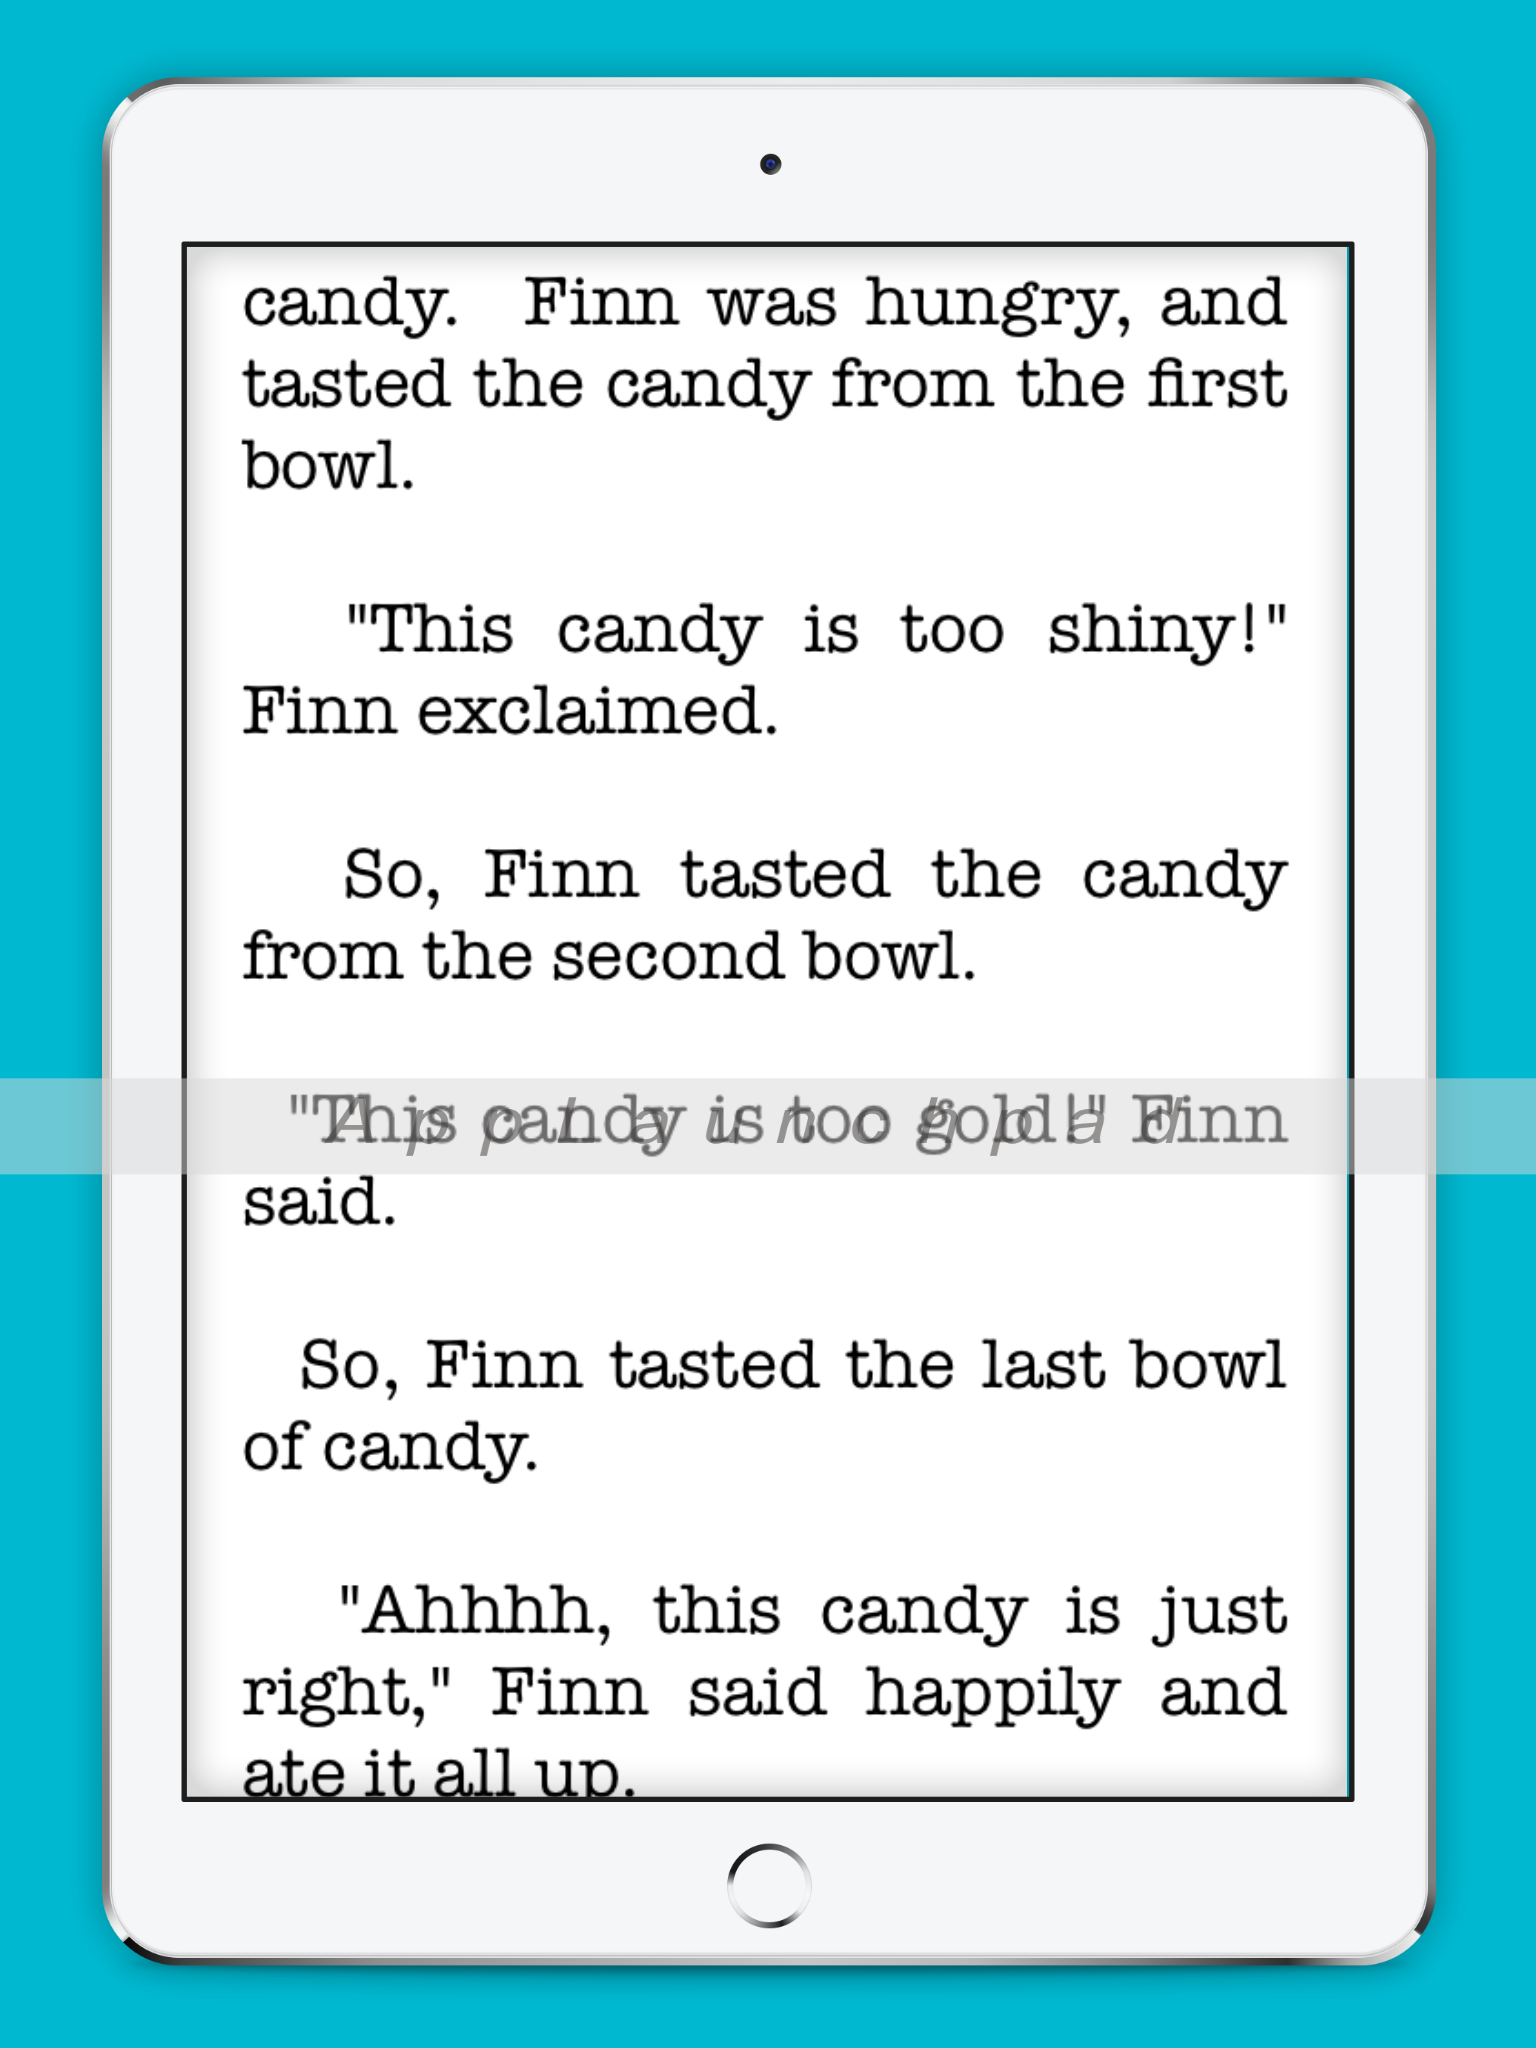 candy. Finn was hungry, and
tasted the candy from the first
bowl.
"This candy is too shiny!"
Finn exclaimed.
So, Finn tasted the candy
from the second bowl.
"This candy is too gold!" Finn
AppLaunchpad
said.
So, Finn tasted the last bowl
of candy.
"Ahhhh, this candy is just
right," Finn said happily and
ate it all up.